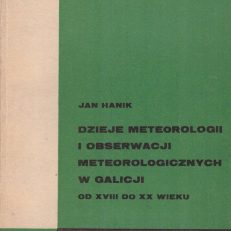 JAN HANIK
DZIEJE METEOROLOGII
I OBSERWACJI
METEOROLOGICZNYCH
W GALICJI
OD XVIII DO XX WIEKU